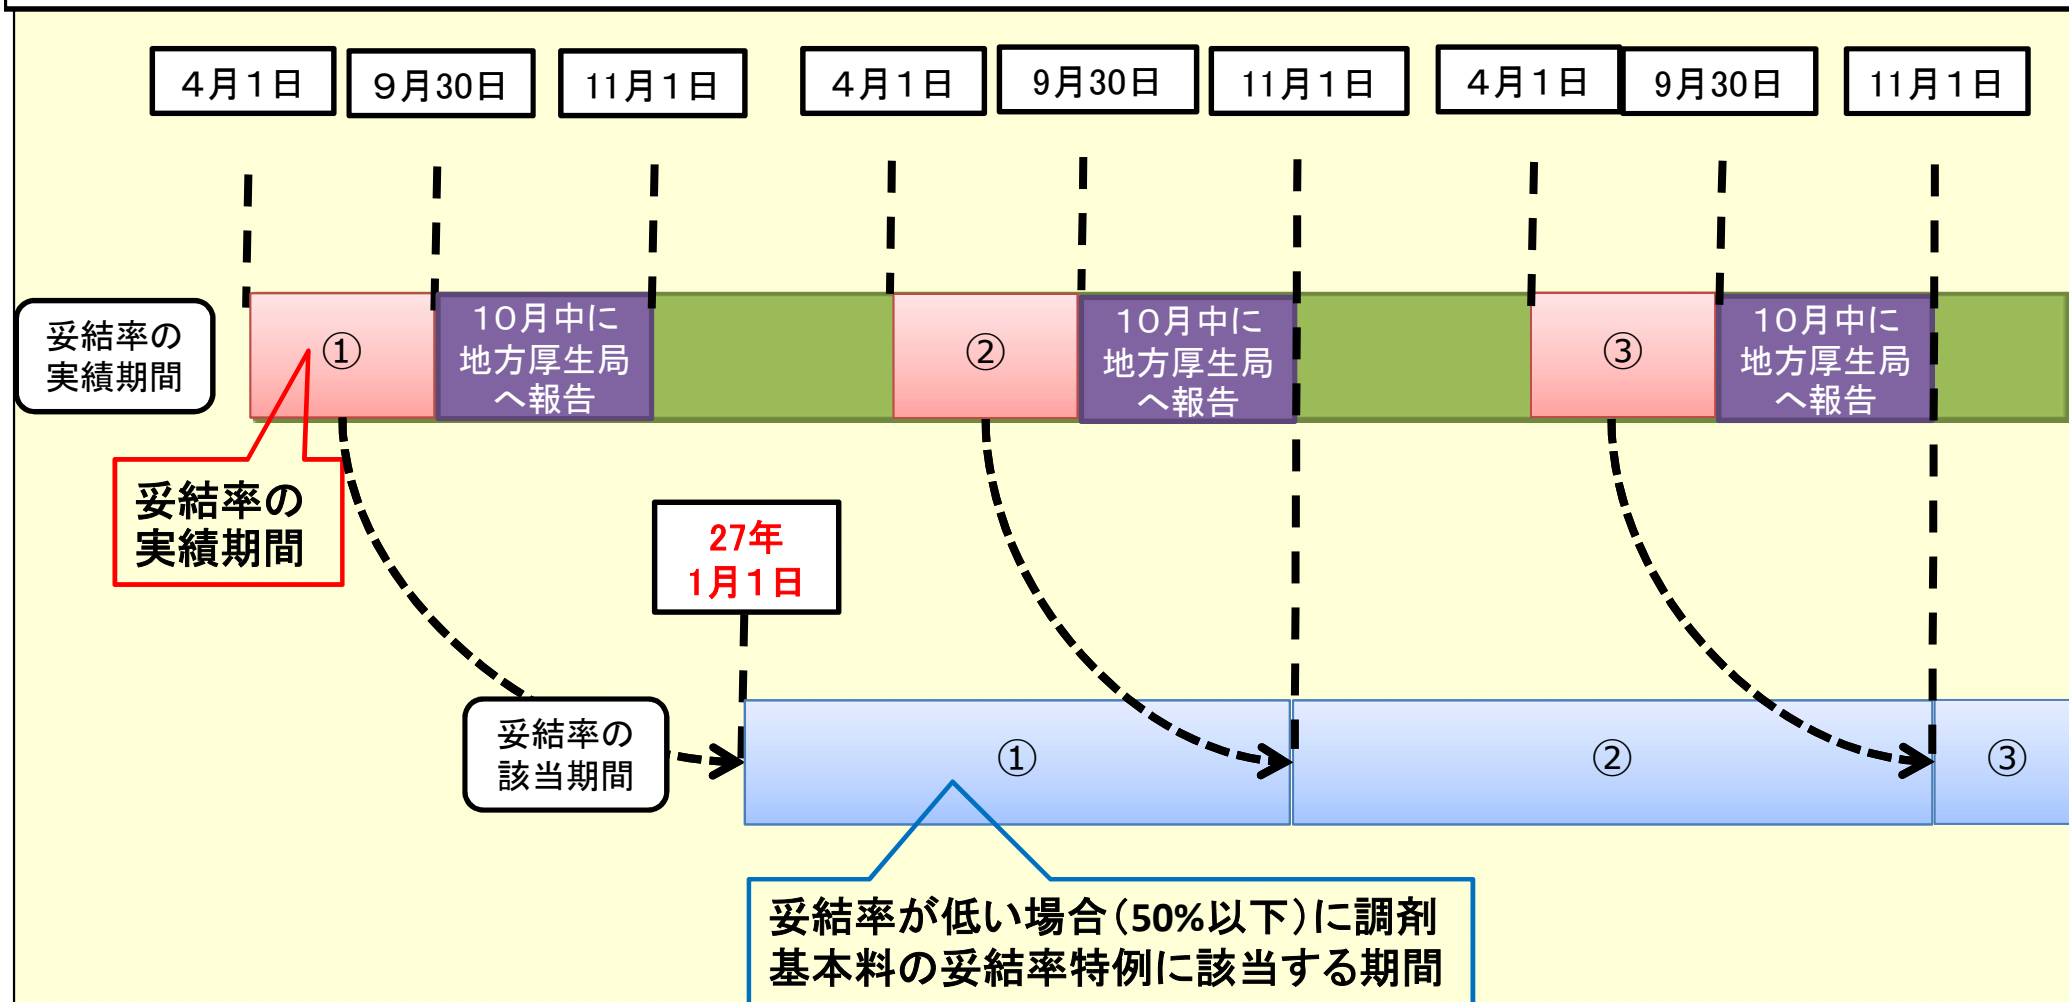 ４月１日
９月30日
11月１日
４月１日
9月30日
11月１日
４月１日
9月30日
11月１日
妥結率の
実績期間
①
１０月中に
地方厚生局
へ報告
②
１０月中に
地方厚生局
へ報告
③
１０月中に
地方厚生局
へ報告
妥結率の
実績期間
27年
1月１日
妥結率の
該当期間
①
②
③
妥結率が低い場合（50%以下）に調剤
基本料の妥結率特例に該当する期間